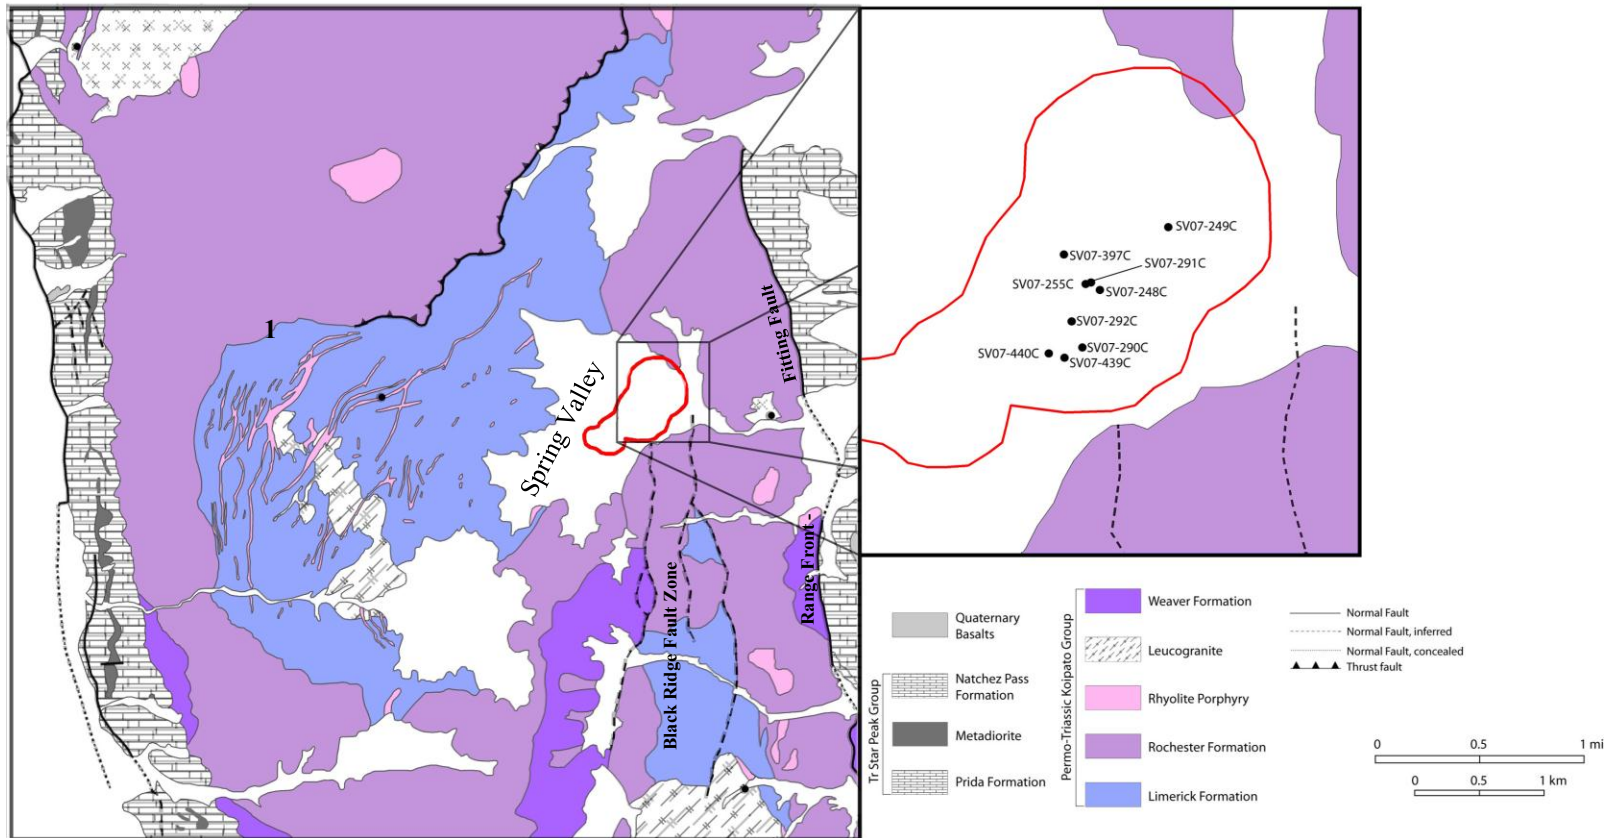 1
Spring Valley
Fitting Fault
Range Front -
Black Ridge Fault Zone
SV07-249C
SV07-397C
SV07-291C
SV07-255C
SV07-248C
SV07-292C
SV07-290C
SV07-440C
SV07-439C
Quaternary
Basalts
Tr Star Peak Group
Natchez Pass
Formation
Metadiorite
Prida Formation
Permo-Triassic Koipato Group
Weaver Formation
Leucogranite
Rhyolite Porphyry
Rochester Formation
Limerick Formation
Normal Fault
Normal Fault, inferred
Normal Fault, concealed
Thrust fault
0 0.5 1 mi
0 0.5 1 km